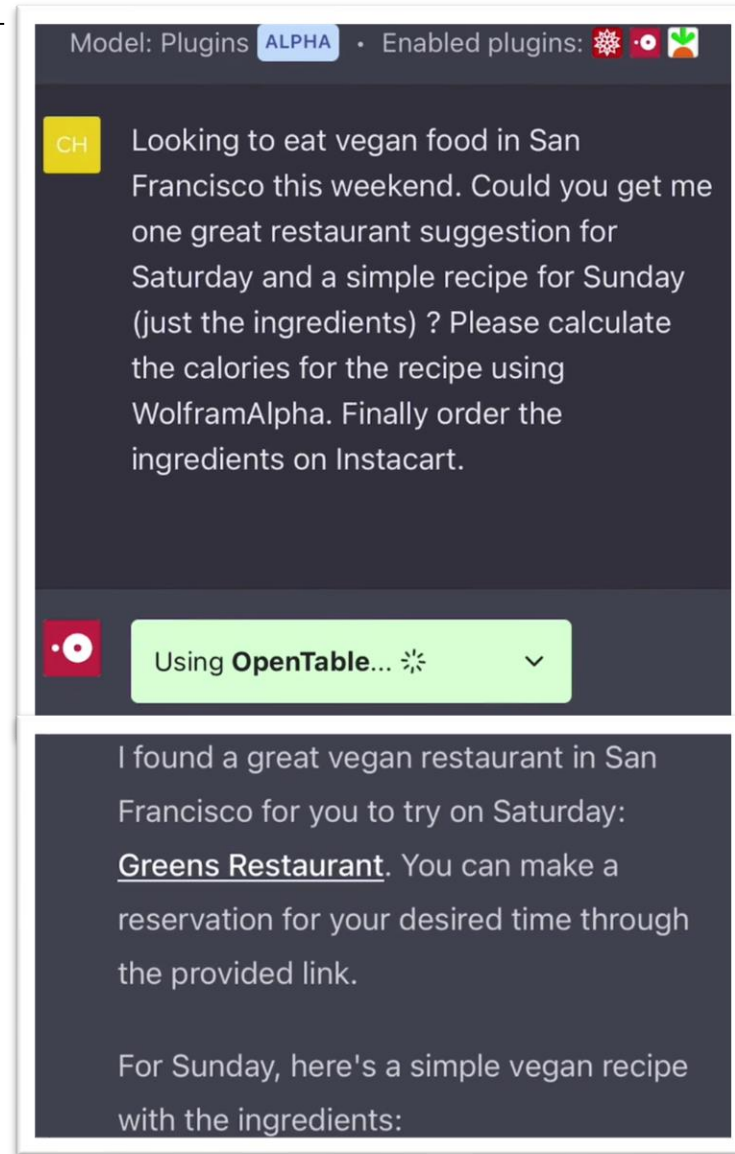 Model: Plugins ALPHA • Enabled plugins:
CH
Looking to eat vegan food in San
Francisco this weekend. Could you get me
one great restaurant suggestion for
Saturday and a simple recipe for Sunday
(just the ingredients) ? Please calculate
the calories for the recipe using
WolframAlpha. Finally order the
ingredients on Instacart.
Using OpenTable...
I found a great vegan restaurant in San
Francisco for you to try on Saturday:
Greens Restaurant. You can make a
reservation for your desired time through
the provided link.
For Sunday, here's a simple vegan recipe
with the ingredients: